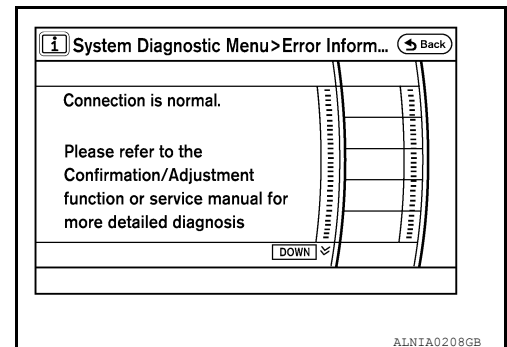 i System Diagnostic Menu>Error Inform... Back
Connection is normal.
Please refer to the
Confirmation/Adjustment
function or service manual for
more detailed diagnosis
DOWN
ALNIA0208GB